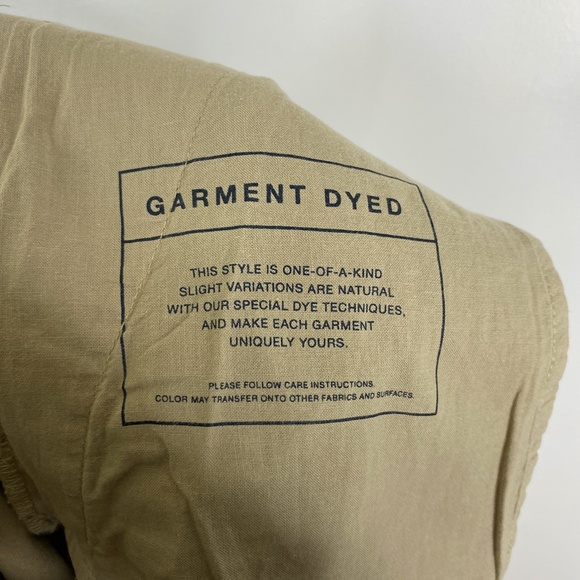 GARMENT DYED
THIS STYLE IS ONE-OF-A-KIND
SLIGHT VARIATIONS ARE NATURAL
WITH OUR SPECIAL DYE TECHNIQUES,
AND MAKE EACH GARMENT
UNIQUELY YOURS.
PLEASE FOLLOW CARE INSTRUCTIONS.
COLOR MAY TRANSFER ONTO OTHER FABRICS AND SURFACES.